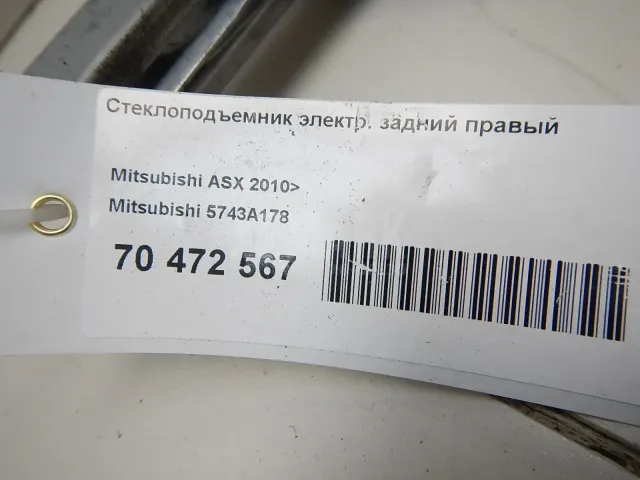 Стеклоподъемник электр. задний правый
Mitsubishi ASX 2010>
Mitsubishi 5743A178
70 472 567